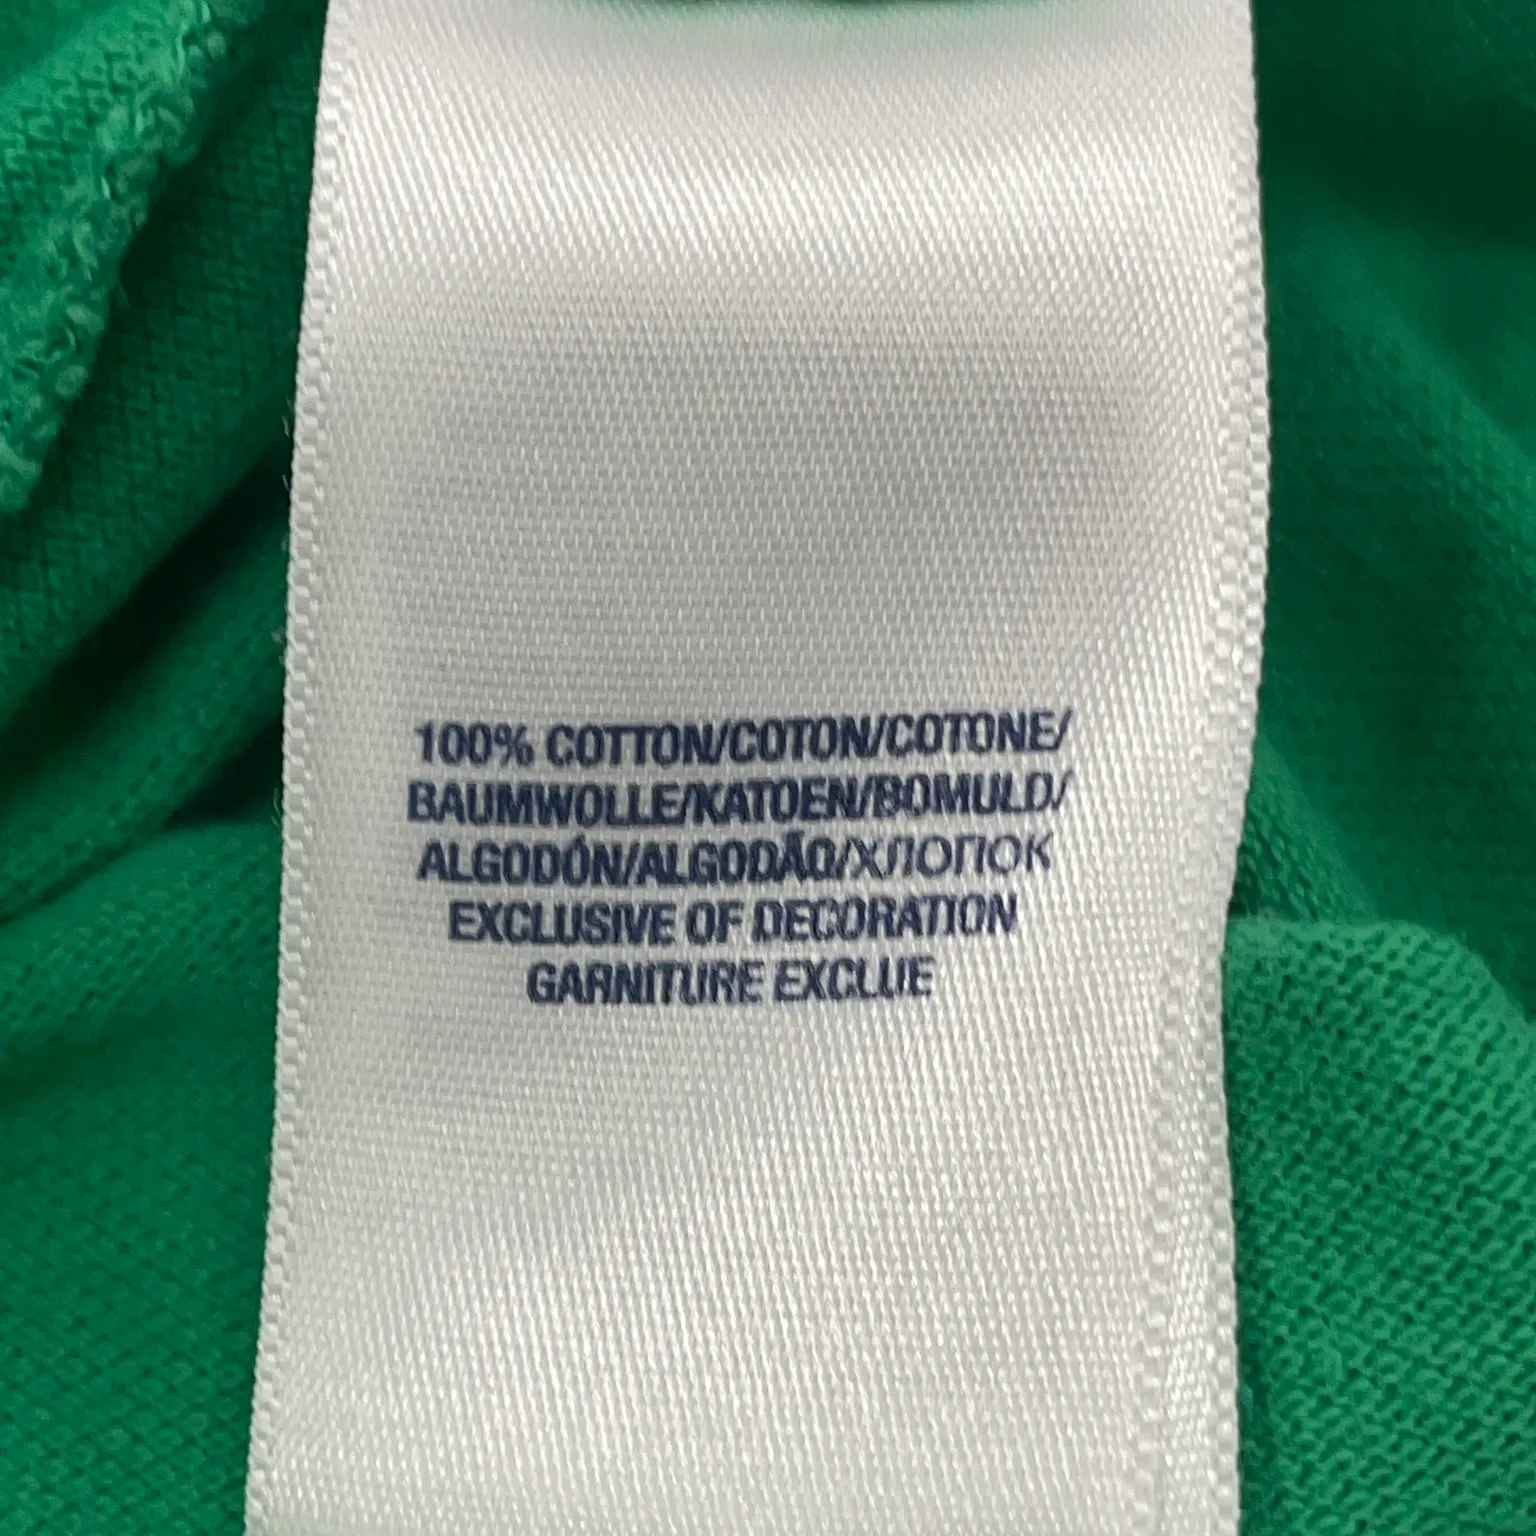 100% COTTON/COTON/COTONE/
BAUMWOLLE/KATOEN/BOMULD/
ALGODÓN/ALGODÃO/ХЛОПОК
EXCLUSIVE OF DECORATION
GARNITURE EXCLUE